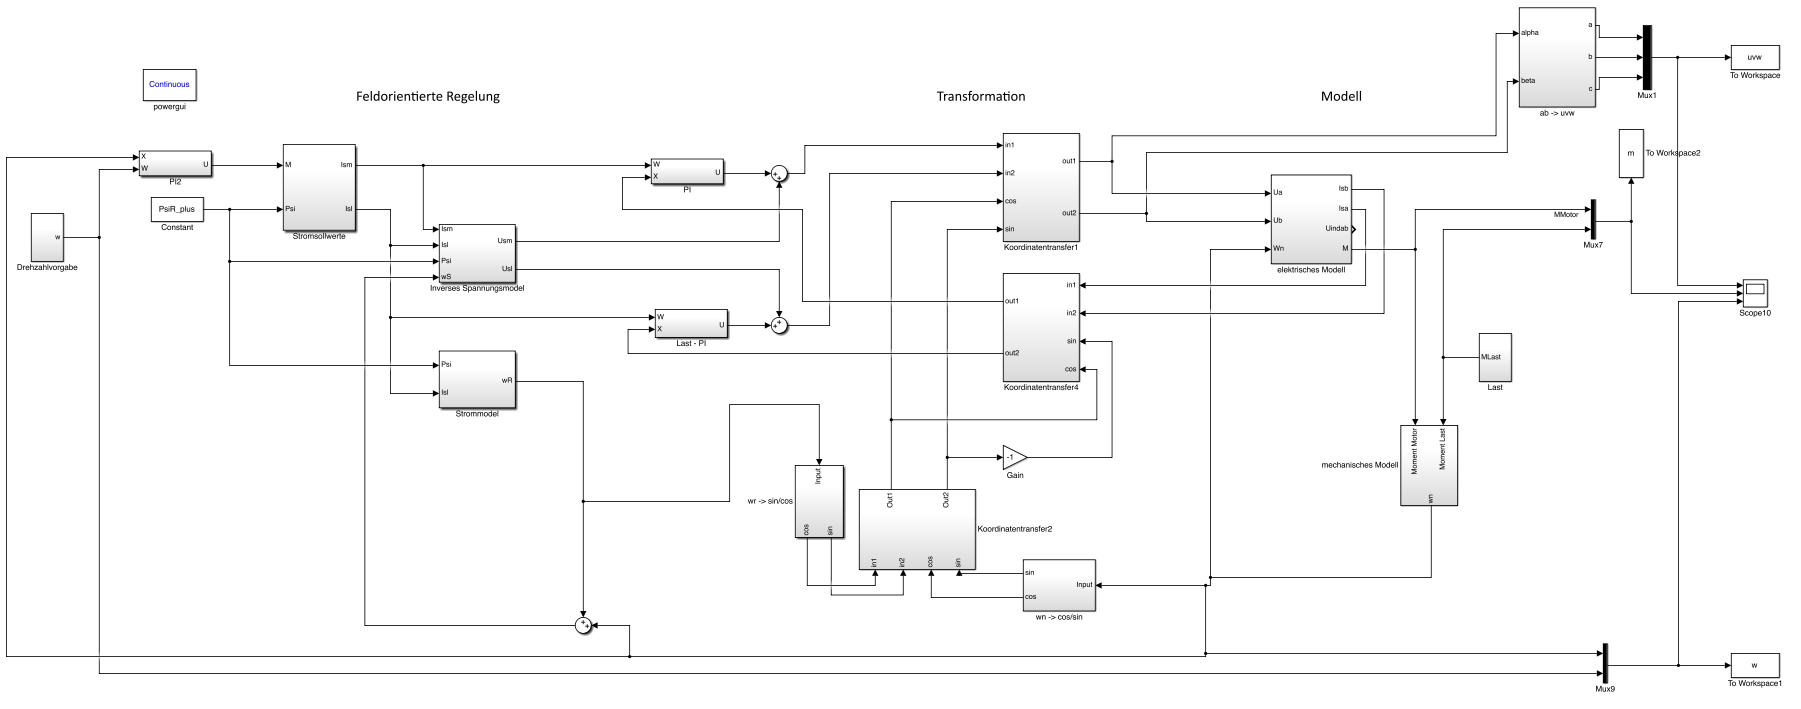 Continuous
powergui
Feldorientierte Regelung
Transformation
Modell
alpha
beta
a
b
c
ab -> uvw
Mux1
uvw
To Workspace
X
W
U
PI2
PsiR_plus
Constant
w
Drehzahlvorgabe
M
Psi
Ism
Isl
Stromsollwerte
Ism
Isl
Psi
wS
Usm
Usl
Inverses Spannungsmodel
W
X
U
PI
W
X
U
Last - PI
Psi
Isl
wR
Strommodel
in1
in2
cos
sin
out1
out2
Koordinatentransfer1
in1
in2
sin
cos
out1
out2
Koordinatentransfer4
-1
Gain
Ua
Ub
Wn
Isb
Isa
Uindab
M
elektrisches Modell
m
To Workspace2
MMotor
Mux7
Scope10
MLast
Last
Moment Motor
Moment Last
wn
mechanisches Modell
Input
cos
sin
wr -> sin/cos
Out1
Out2
in1
in2
cos
sin
Koordinatentransfer2
sin
cos
Input
wn -> cos/sin
Mux9
w
To Workspace1